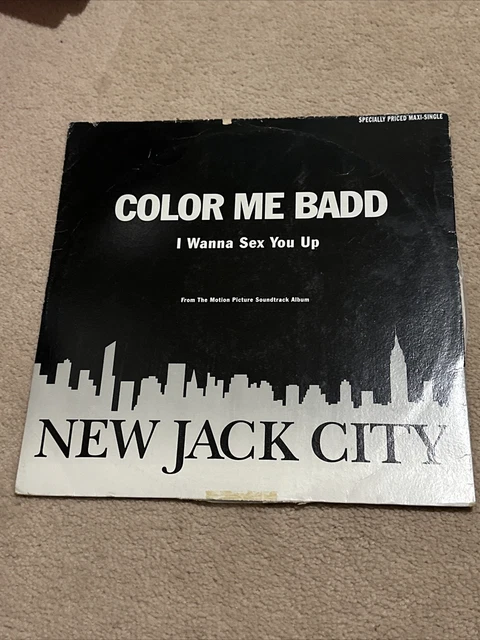 SPECIALLY PRICED MAXI-SINGLE
COLOR ME BADD
I Wanna Sex You Up
From The Motion Picture Soundtrack Album
NEW JACK CITY